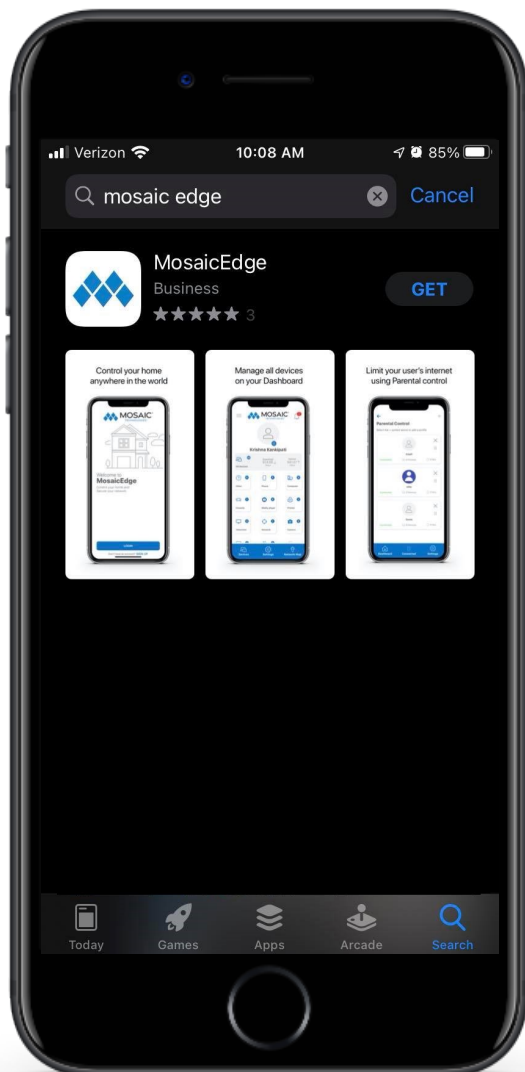 Verizon 10:08 AM 85%
mosaic edge Cancel
MosaicEdge
Business
GET
3
Control your home
anywhere in the world
MOSAIC
Welcome to
MosaicEdge
Manage all devices
on your Dashboard
MOSAIC
Limit your user's internet
using Parental control
Parental Control
Today Games Apps Arcade Search